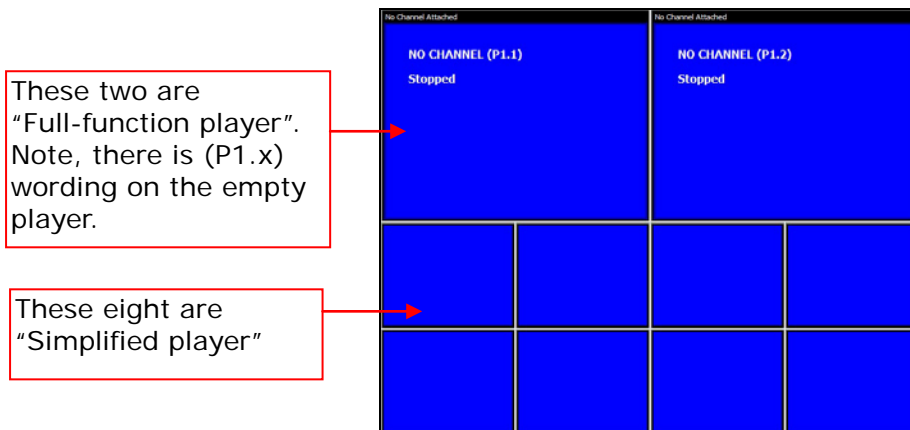 No Channel Attached
No Channel Attached
NO CHANNEL (P1.1)
Stopped
NO CHANNEL (P1.2)
Stopped
These two are
“Full-function player”.
Note, there is (P1.x)
wording on the empty
player.
These eight are
“Simplified player”